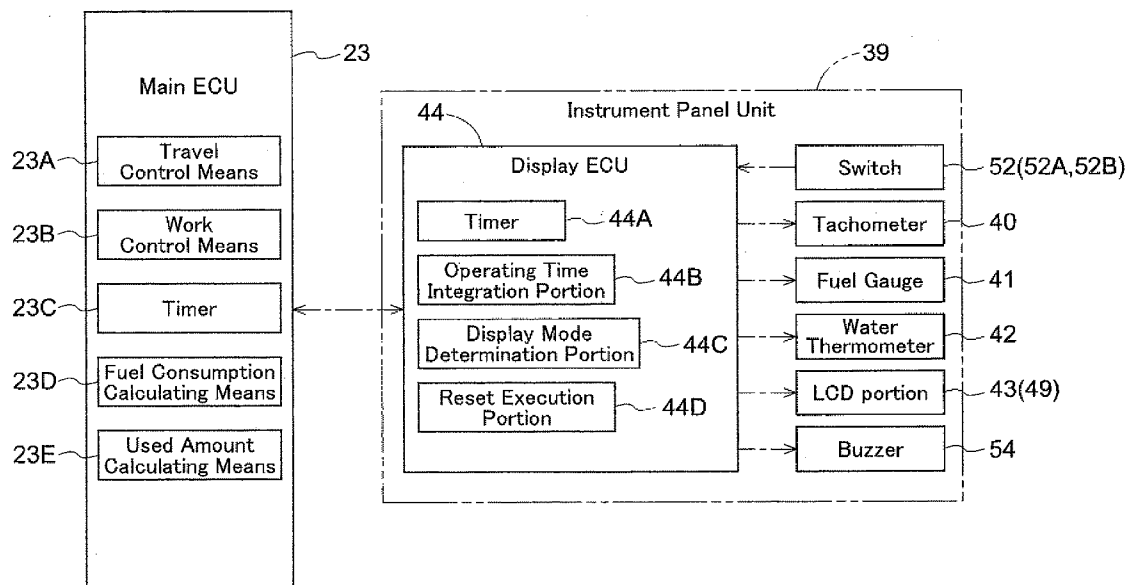 23
Main ECU
23A
Travel
Control Means
23B
Work
Control Means
23C
Timer
23D
Fuel Consumption
Calculating Means
23E
Used Amount
Calculating Means
39
Instrument Panel Unit
44
Display ECU
Timer
44A
Operating Time
Integration Portion
44B
Display Mode
Determination Portion
44C
Reset Execution
Portion
44D
Switch
52(52A,52B)
Tachometer
40
Fuel Gauge
41
Water
Thermometer
42
LCD portion
43(49)
Buzzer
54